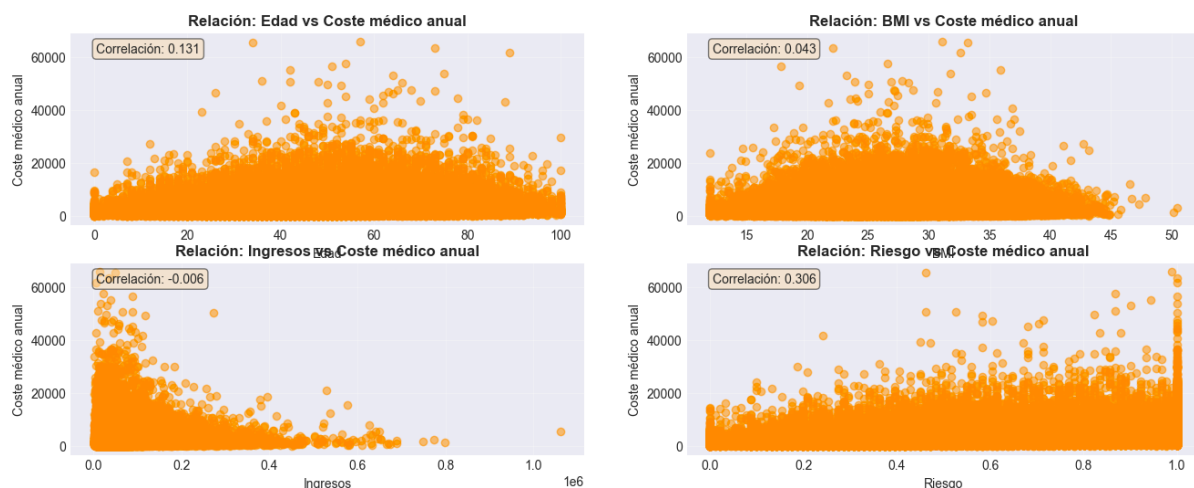 Relación: Edad vs Coste médico anual
Correlación: 0.131
Coste médico anual
60000
40000
20000
0
0
20
40
60
80
100
Edad
Relación: BMI vs Coste médico anual
Correlación: 0.043
Coste médico anual
60000
40000
20000
0
15
20
25
30
35
40
45
50
BMI
Relación: Ingresos vs Coste médico anual
Correlación: -0.006
Coste médico anual
60000
40000
20000
0
0.0
0.2
0.4
0.6
0.8
1.0
1e6
Ingresos
Relación: Riesgo vs Coste médico anual
Correlación: 0.306
Coste médico anual
60000
40000
20000
0
0.0
0.2
0.4
0.6
0.8
1.0
Riesgo